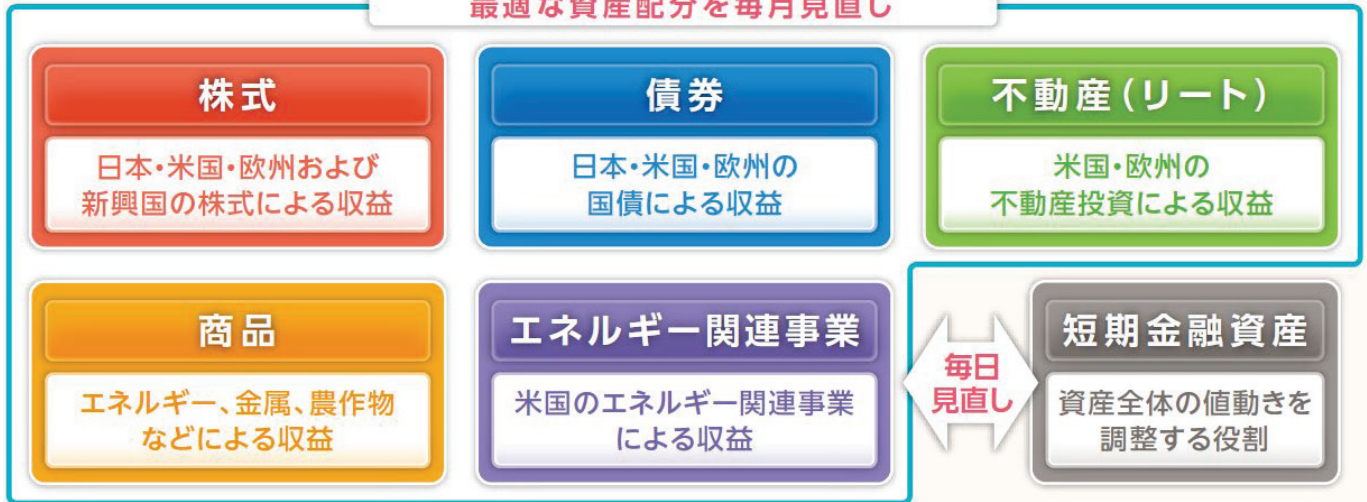 最適な資産配分を毎月見直し
株式
日本・米国・欧州および
新興国の株式による収益
債券
日本・米国・欧州の
国債による収益
不動産(リート)
米国・欧州の
不動産投資による収益
商品
エネルギー、金属、農作物
などによる収益
エネルギー関連事業
米国のエネルギー関連事業
による収益
毎日
見直し
短期金融資産
資産全体の値動きを
調整する役割